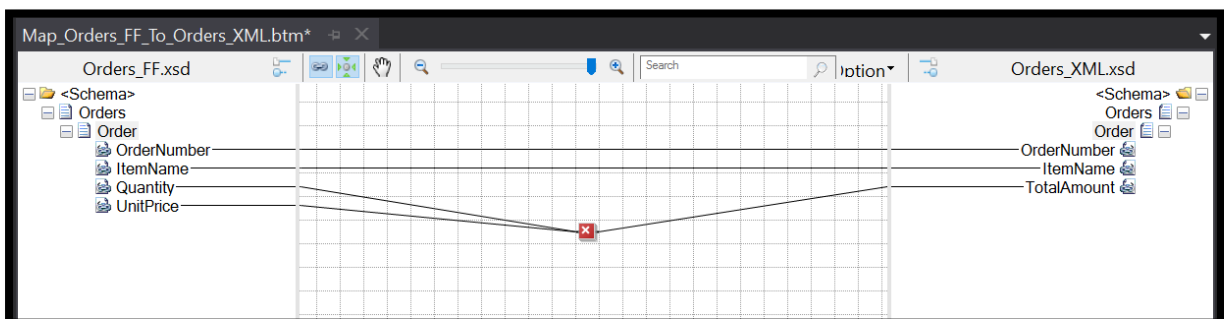 Map_Orders_FF_To_Orders_XML.btm*
Orders_FF.xsd
Search
ption
Orders_XML.xsd
<Schema>
Orders
Order
OrderNumber
ItemName
Quantity
UnitPrice
<Schema>
Orders
Order
OrderNumber
ItemName
TotalAmount